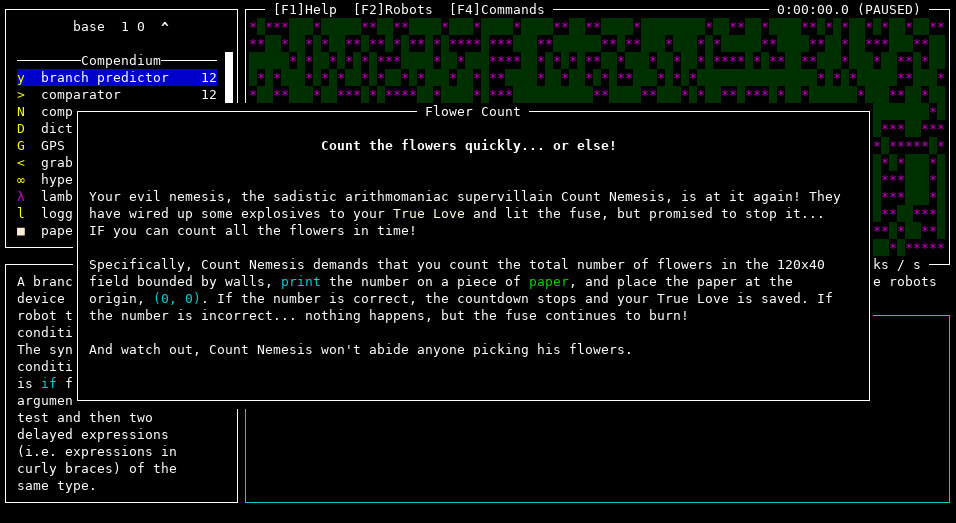 [F1]Help [F2]Robots [F4]Commands 0:00:00.0 (PAUSED)
base 1 0 ^
Compendium
y branch predictor 12
> comparator 12
N comp
D dict
G GPS
< grab
∞ hype
λ lamb
l logg
■ pape
Flower Count
Count the flowers quickly... or else!
Your evil nemesis, the sadistic arithmomaniac supervillain Count Nemesis, is at it again! They
have wired up some explosives to your True Love and lit the fuse, but promised to stop it...
IF you can count all the flowers in time!
Specifically, Count Nemesis demands that you count the total number of flowers in the 120x40
field bounded by walls, print the number on a piece of paper, and place the paper at the
origin, (0, 0). If the number is correct, the countdown stops and your True Love is saved. If
the number is incorrect... nothing happens, but the fuse continues to burn!
And watch out, Count Nemesis won't abide anyone picking his flowers.
ks / s
e robots
A branc
device
robot t
conditi
The syn
conditi
is if f
argumen
test and then two
delayed expressions
(i.e. expressions in
curly braces) of the
same type.